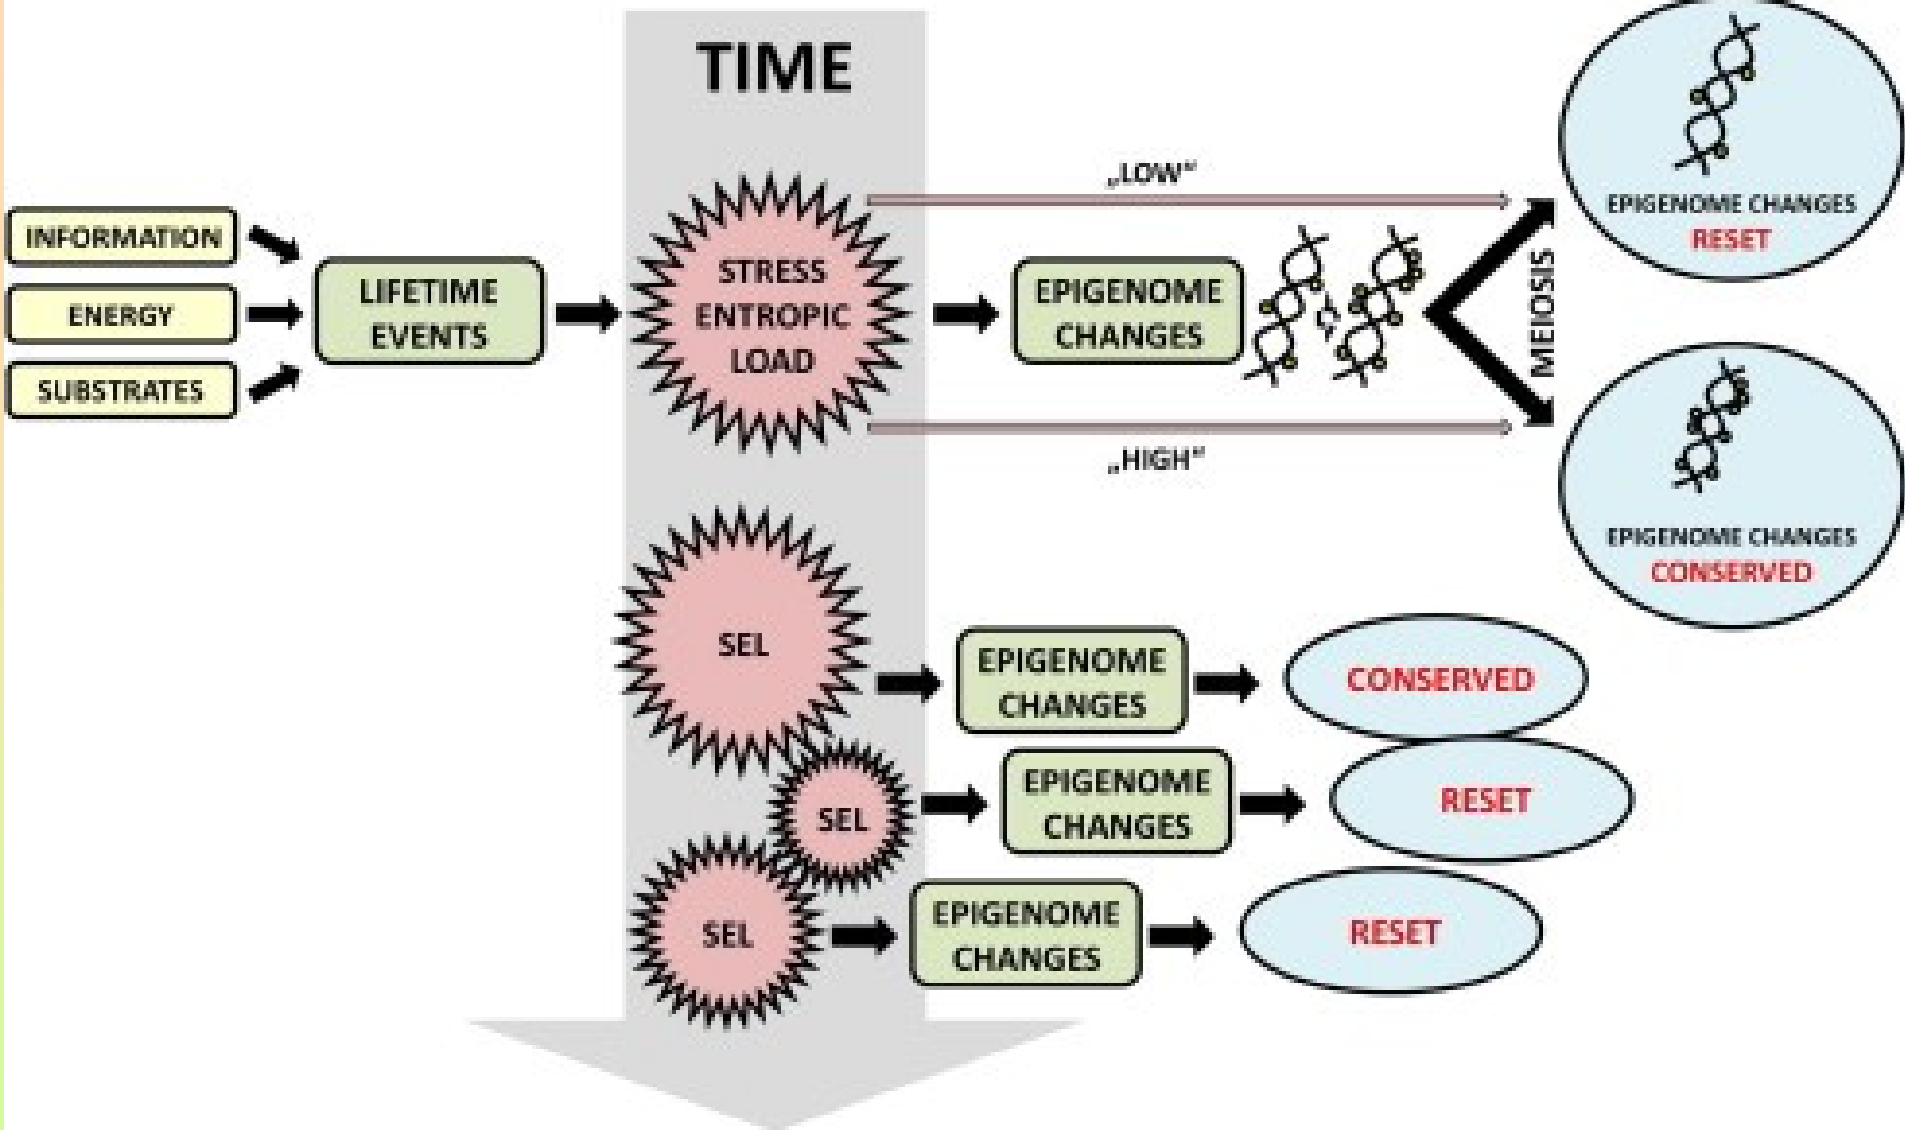 TIME
„LOW“
INFORMATION
ENERGY
SUBSTRATES
LIFETIME
EVENTS
STRESS
ENTROPIC
LOAD
EPIGENOME
CHANGES
MEIOSIS
EPIGENOME CHANGES
RESET
„HIGH“
EPIGENOME CHANGES
CONSERVED
SEL
EPIGENOME
CHANGES
CONSERVED
SEL
EPIGENOME
CHANGES
RESET
SEL
EPIGENOME
CHANGES
RESET